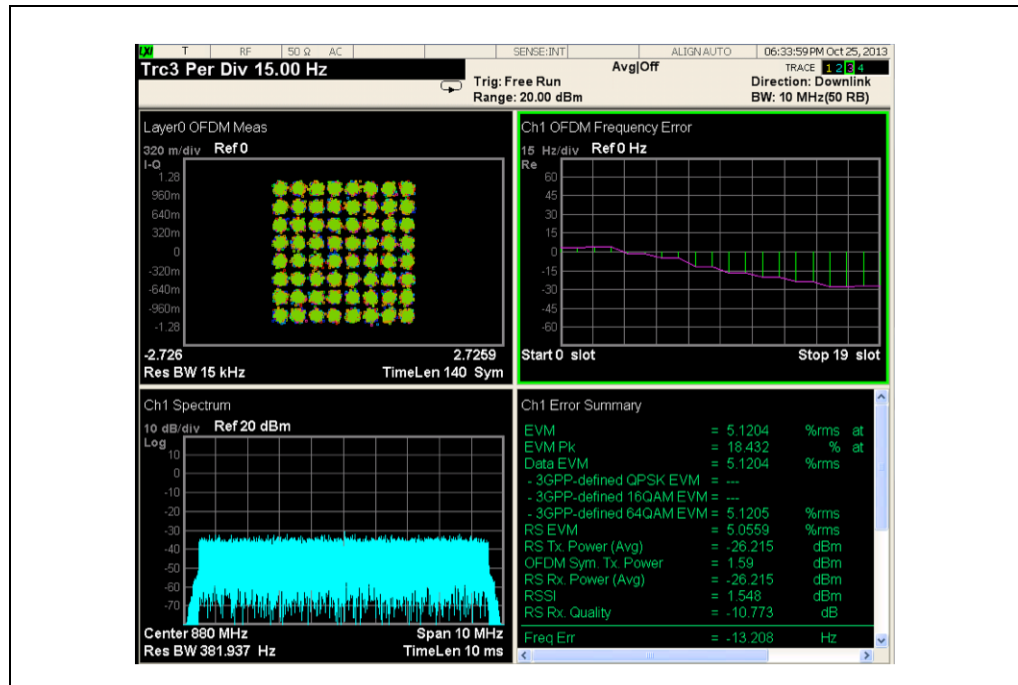 LXI T RF 50 Ω AC SENSE:INT ALIGN AUTO 06:33:59 PM Oct 25, 2013
Trc3 Per Div 15.00 Hz
Avg|Off
TRACE 1 2 3 4
Trig: Free Run
Direction: Downlink
Range: 20.00 dBm
BW: 10 MHz(50 RB)
Layer0 OFDM Meas
320 m/div Ref 0
I-Q
1.28
960m
640m
320m
0
-320m
-640m
-960m
-1.28
-2.726 2.7259
Res BW 15 kHz TimeLen 140 Sym
Ch1 OFDM Frequency Error
15 Hz/div Ref 0 Hz
Re
60
45
30
15
0
-15
-30
-45
-60
Start 0 slot Stop 19 slot
Ch1 Spectrum
10 dB/div Ref 20 dBm
Log
10
0
-10
-20
-30
-40
-50
-60
-70
Center 880 MHz Span 10 MHz
Res BW 381.937 Hz TimeLen 10 ms
Ch1 Error Summary
EVM = 5.1204 %rms at
EVM Pk = 18.432 % at
Data EVM = 5.1204 %rms
- 3GPP-defined QPSK EVM = ---
- 3GPP-defined 16QAM EVM = ---
- 3GPP-defined 64QAM EVM = 5.1205 %rms
RS EVM = 5.0559 %rms
RS Tx. Power (Avg) = -26.215 dBm
OFDM Sym. Tx. Power = 1.59 dBm
RS Rx. Power (Avg) = -26.215 dBm
RSSI = 1.548 dBm
RS Rx. Quality = -10.773 dB
Freq Err = -13.208 Hz